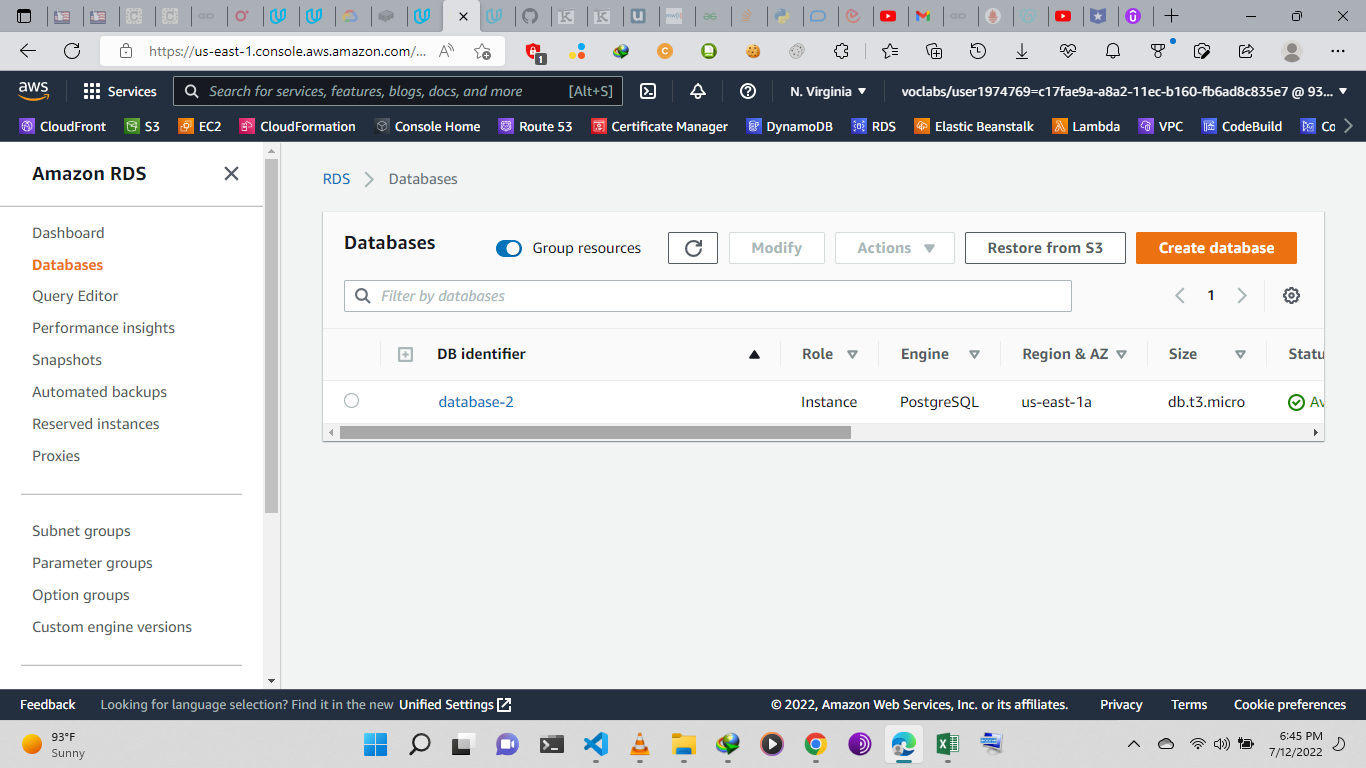 1
https://us-east-1.console.aws.amazon.com/...
aws
Services
Search for services, features, blogs, docs, and more
[Alt+S]
N. Virginia
voclabs/user1974769=c17fae9a-a8a2-11ec-b160-fb6ad8c835e7 @ 93...
CloudFront
S3
EC2
CloudFormation
Console Home
Route 53
Certificate Manager
DynamoDB
RDS
Elastic Beanstalk
Lambda
VPC
CodeBuild
Co
Amazon RDS
Dashboard
Databases
Query Editor
Performance insights
Snapshots
Automated backups
Reserved instances
Proxies
Subnet groups
Parameter groups
Option groups
Custom engine versions
RDS
Databases
Databases
Group resources
Modify
Actions
Restore from S3
Create database
Filter by databases
1
DB identifier
Role
Engine
Region & AZ
Size
Statu
database-2
Instance
PostgreSQL
us-east-1a
db.t3.micro
Av
Feedback
Looking for language selection? Find it in the new Unified Settings
© 2022, Amazon Web Services, Inc. or its affiliates.
Privacy
Terms
Cookie preferences
93°F
Sunny
6:45 PM
7/12/2022